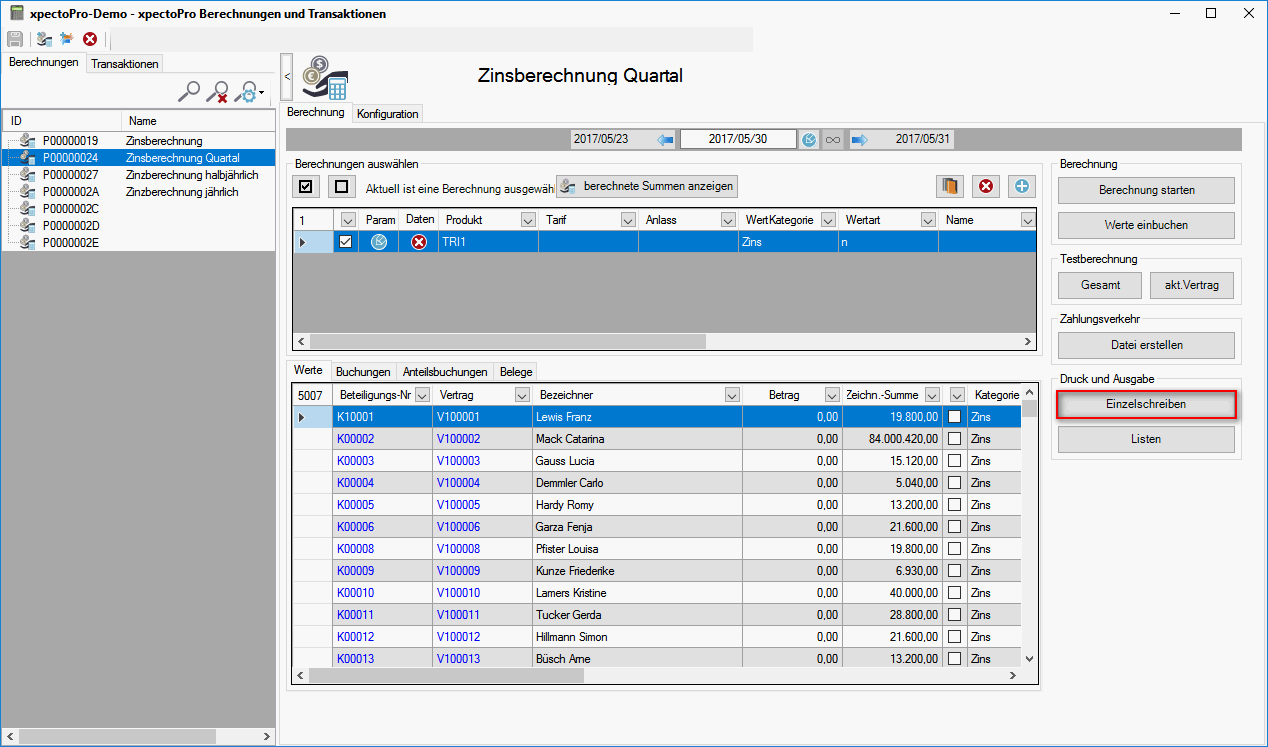 xpectoPro-Demo - xpectoPro Berechnungen und Transaktionen
Berechnungen Transaktionen
ID Name
P00000019 Zinsberechnung
P00000024 Zinsberechnung Quartal
P00000027 Zinzberechnung halbjährlich
P0000002A Zinzberechnung jährlich
P0000002C
P0000002D
P0000002E
<
Zinsberechnung Quartal
Berechnung Konfiguration
2017/05/23 2017/05/30 2017/05/31
Berechnungen auswählen
Aktuell ist eine Berechnung ausgewähl berechnete Summen anzeigen
1 Param Daten Produkt Tarif Anlass WertKategorie Wertart Name
TRI1 Zins n
Werte Buchungen Anteilsbuchungen Belege
5007 Beteiligungs-Nr Vertrag Bezeichner Betrag Zeichn.-Summe Kategorie
K10001 V100001 Lewis Franz 0,00 19.800,00 Zins
K00002 V100002 Mack Catarina 0,00 84.000.420,00 Zins
K00003 V100003 Gauss Lucia 0,00 15.120,00 Zins
K00004 V100004 Demmler Carlo 0,00 5.040,00 Zins
K00005 V100005 Hardy Romy 0,00 13.200,00 Zins
K00006 V100006 Garza Fenja 0,00 21.600,00 Zins
K00008 V100008 Pfister Louisa 0,00 19.800,00 Zins
K00009 V100009 Kunze Friederike 0,00 6.930,00 Zins
K00010 V100010 Lamers Kristine 0,00 40.000,00 Zins
K00011 V100011 Tucker Gerda 0,00 28.800,00 Zins
K00012 V100012 Hillmann Simon 0,00 21.600,00 Zins
K00013 V100013 Büsch Arne 0,00 13.200,00 Zins
Berechnung
Berechnung starten
Werte einbuchen
Testberechnung
Gesamt akt.Vertrag
Zahlungsverkehr
Datei erstellen
Druck und Ausgabe
Einzelschreiben
Listen